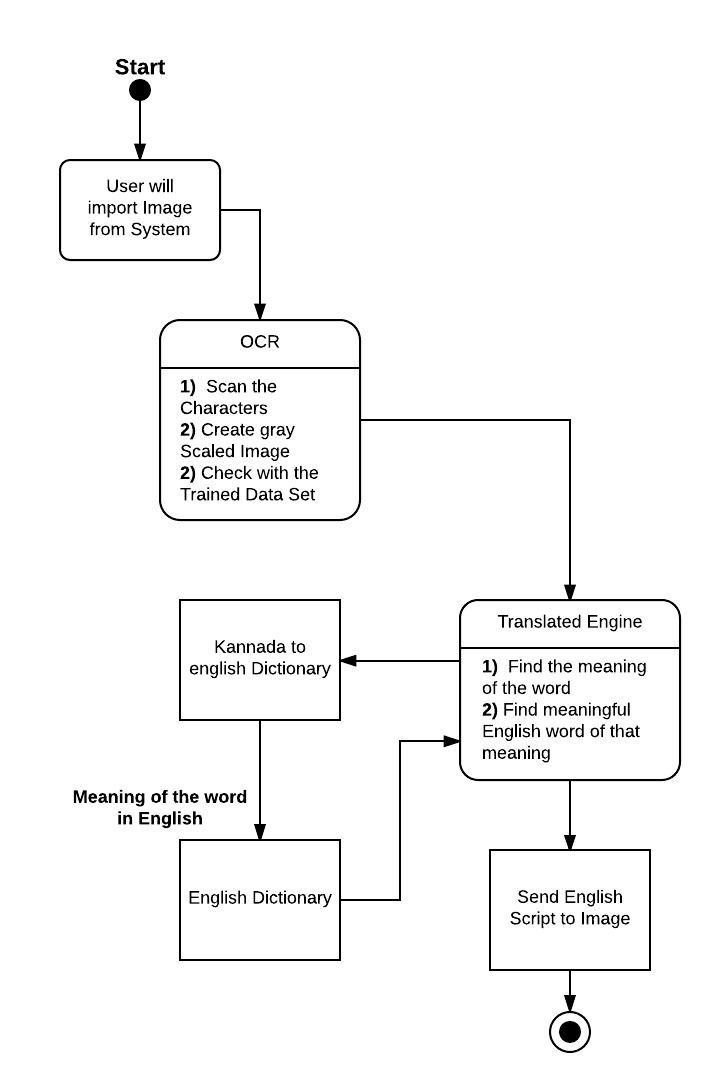 Start
User will
import Image
from System
OCR
1) Scan the
Characters
2) Create gray
Scaled Image
2) Check with the
Trained Data Set
Translated Engine
1) Find the meaning
of the word
2) Find meaningful
English word of that
meaning
Kannada to
english Dictionary
Meaning of the word
in English
English Dictionary
Send English
Script to Image